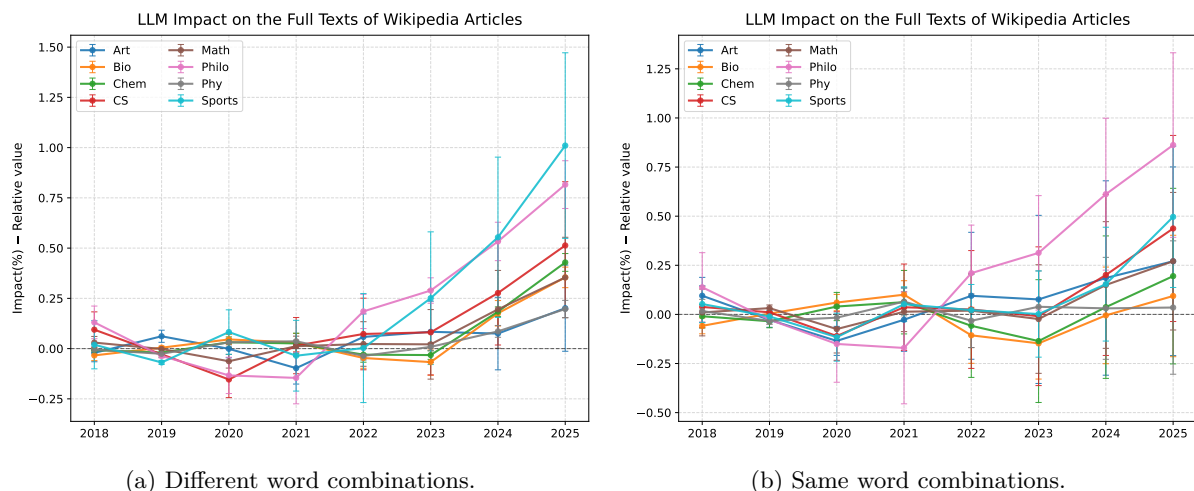 LLM Impact on the Full Texts of Wikipedia Articles
Impact(%) − Relative value
1.50
1.25
1.00
0.75
0.50
0.25
0.00
−0.25
Art
Bio
Chem
CS
Math
Philo
Phy
Sports
2018 2019 2020 2021 2022 2023 2024 2025
(a) Different word combinations.
LLM Impact on the Full Texts of Wikipedia Articles
Impact(%) − Relative value
1.25
1.00
0.75
0.50
0.25
0.00
−0.25
−0.50
Art
Bio
Chem
CS
Math
Philo
Phy
Sports
2018 2019 2020 2021 2022 2023 2024 2025
(b) Same word combinations.